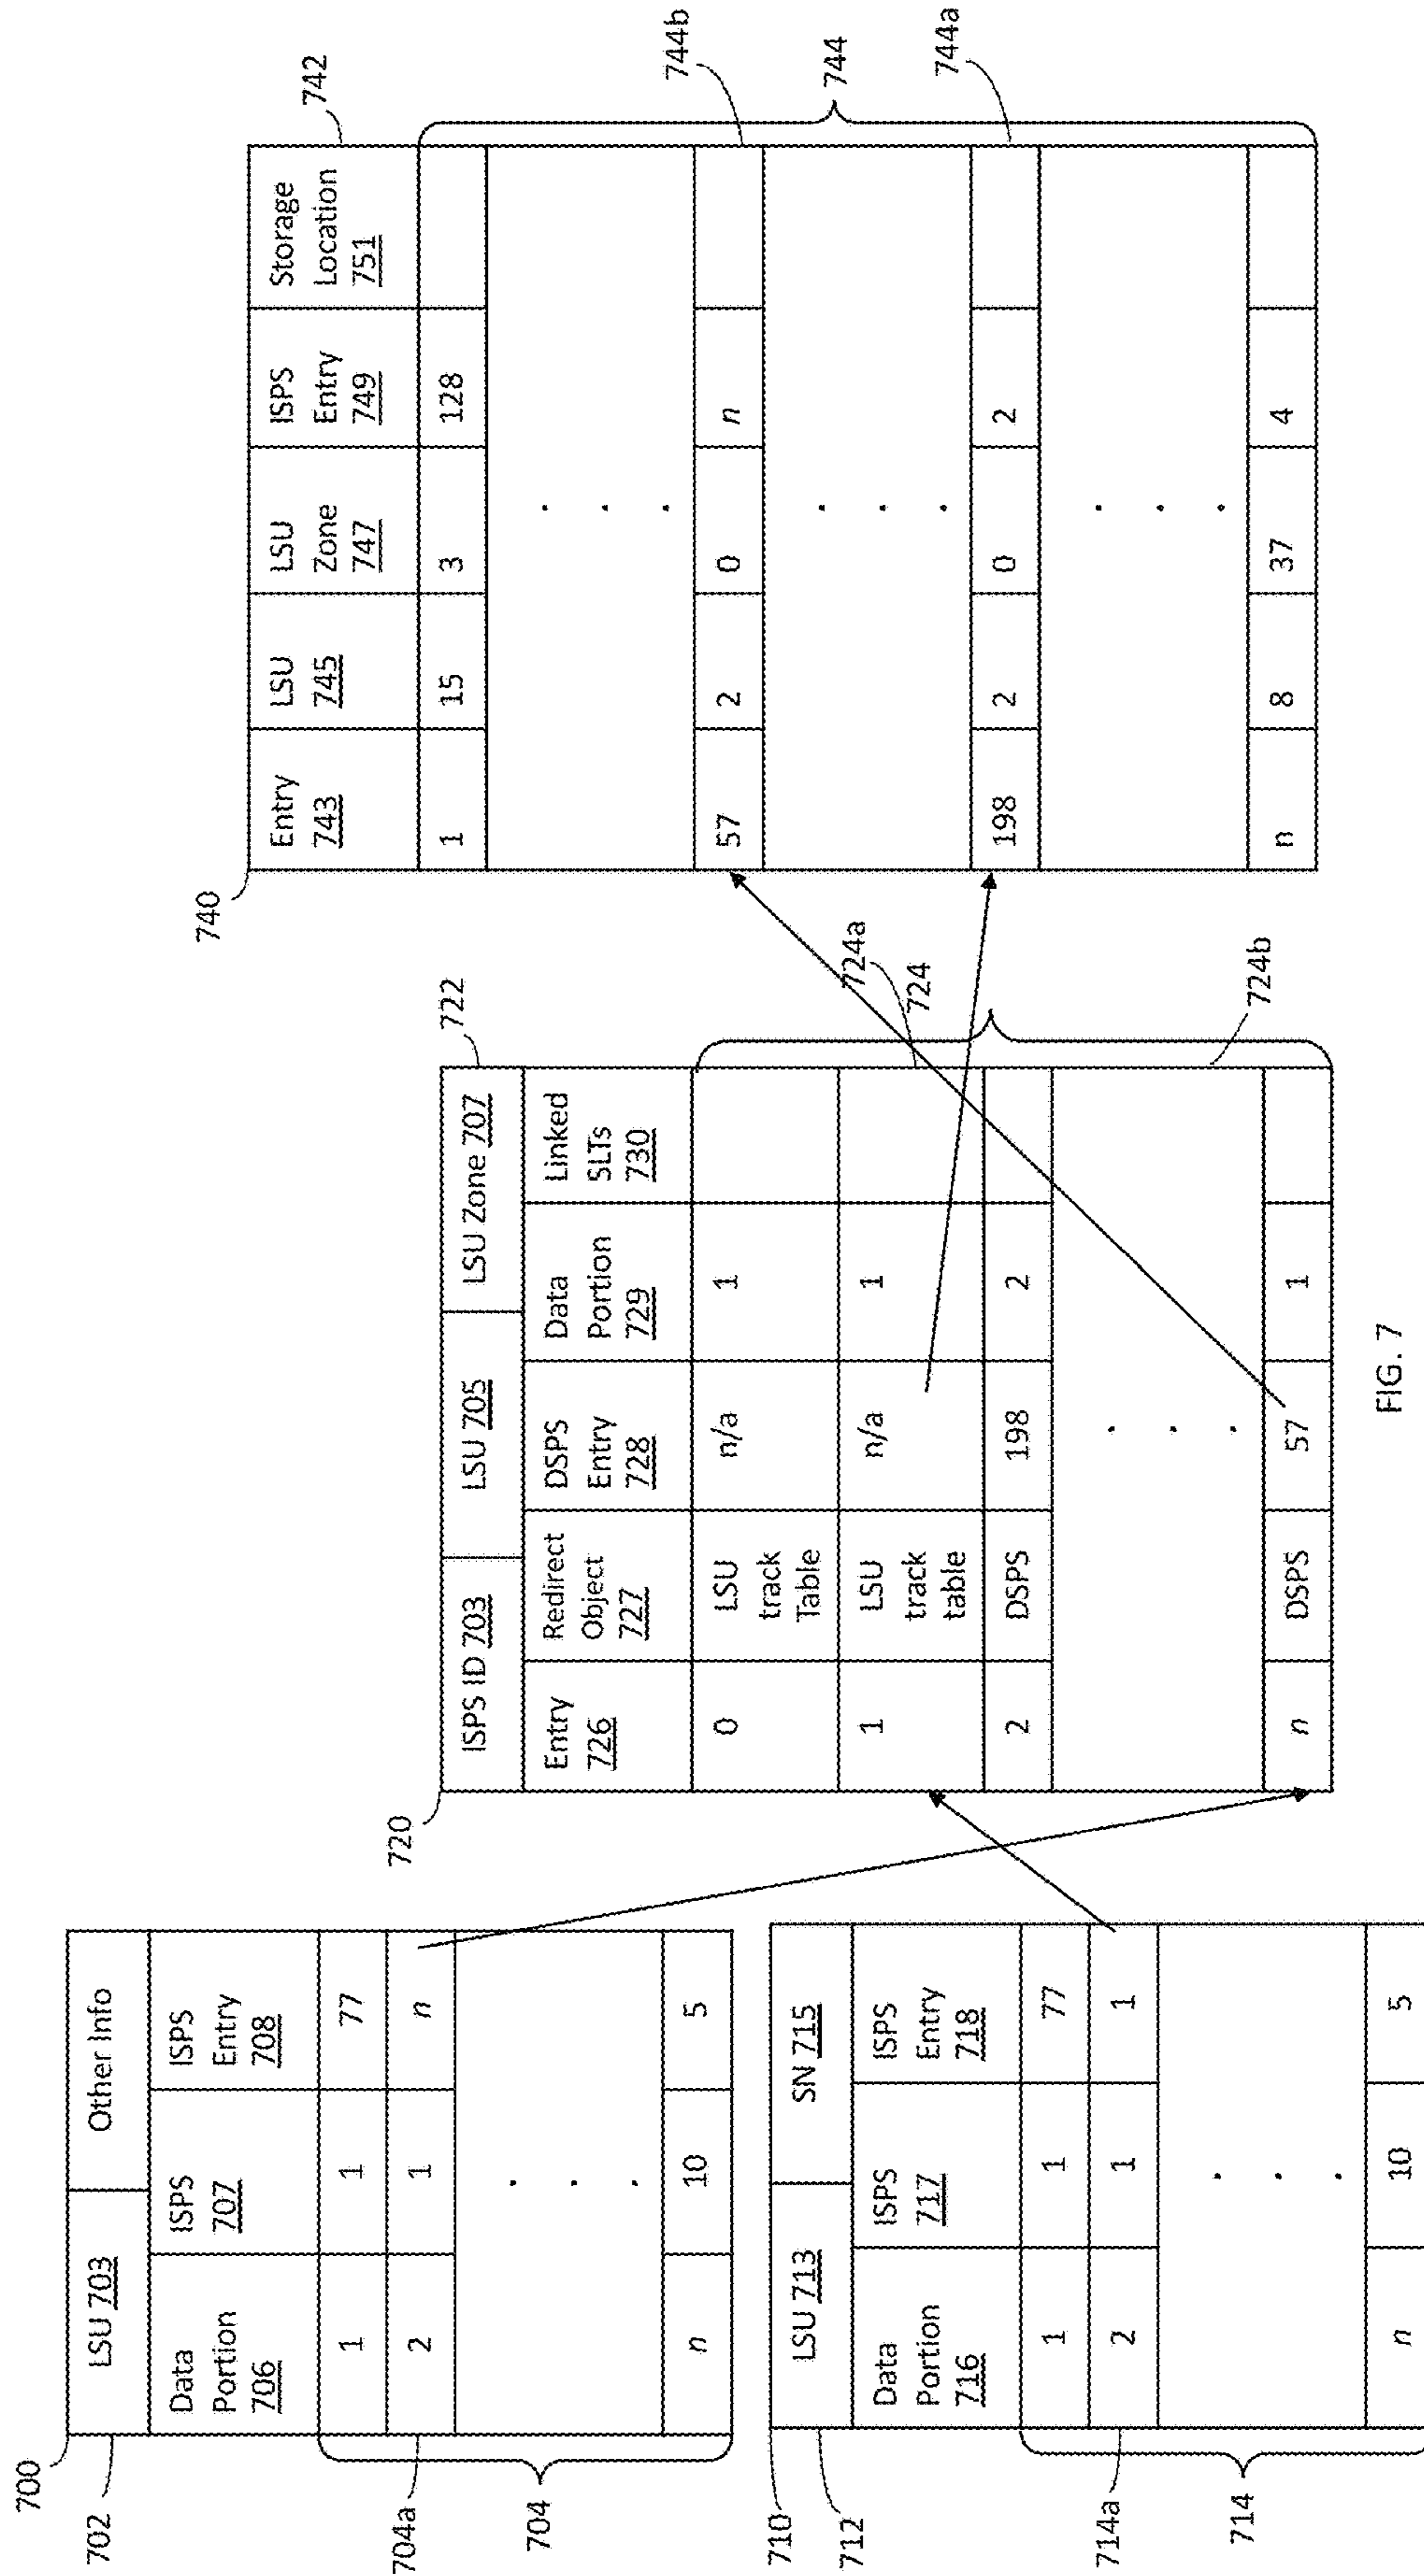 700
702
LSU 703
Other Info
Data
Portion
706
ISPS
707
ISPS
Entry
708
1
1
77
704a
2
1
n
704
.
.
.
n
10
5
710
712
LSU 713
SN 715
Data
Portion
716
ISPS
717
ISPS
Entry
718
1
1
77
714a
2
1
1
714
.
.
.
n
10
5
720
722
ISPS ID 703
LSU 705
LSU Zone 707
Entry
726
Redirect
Object
727
DSPS
Entry
728
Data
Portion
729
Linked
SLTs
730
0
LSU
track
Table
n/a
1
1
LSU
track
table
n/a
1
724a
724
2
DSPS
198
2
.
.
.
n
DSPS
57
1
724b
740
742
Entry
743
LSU
745
LSU
Zone
747
ISPS
Entry
749
Storage
Location
751
1
15
3
128
.
.
.
57
2
0
n
744b
.
.
.
744
198
2
0
2
744a
.
.
.
n
8
37
4
FIG. 7